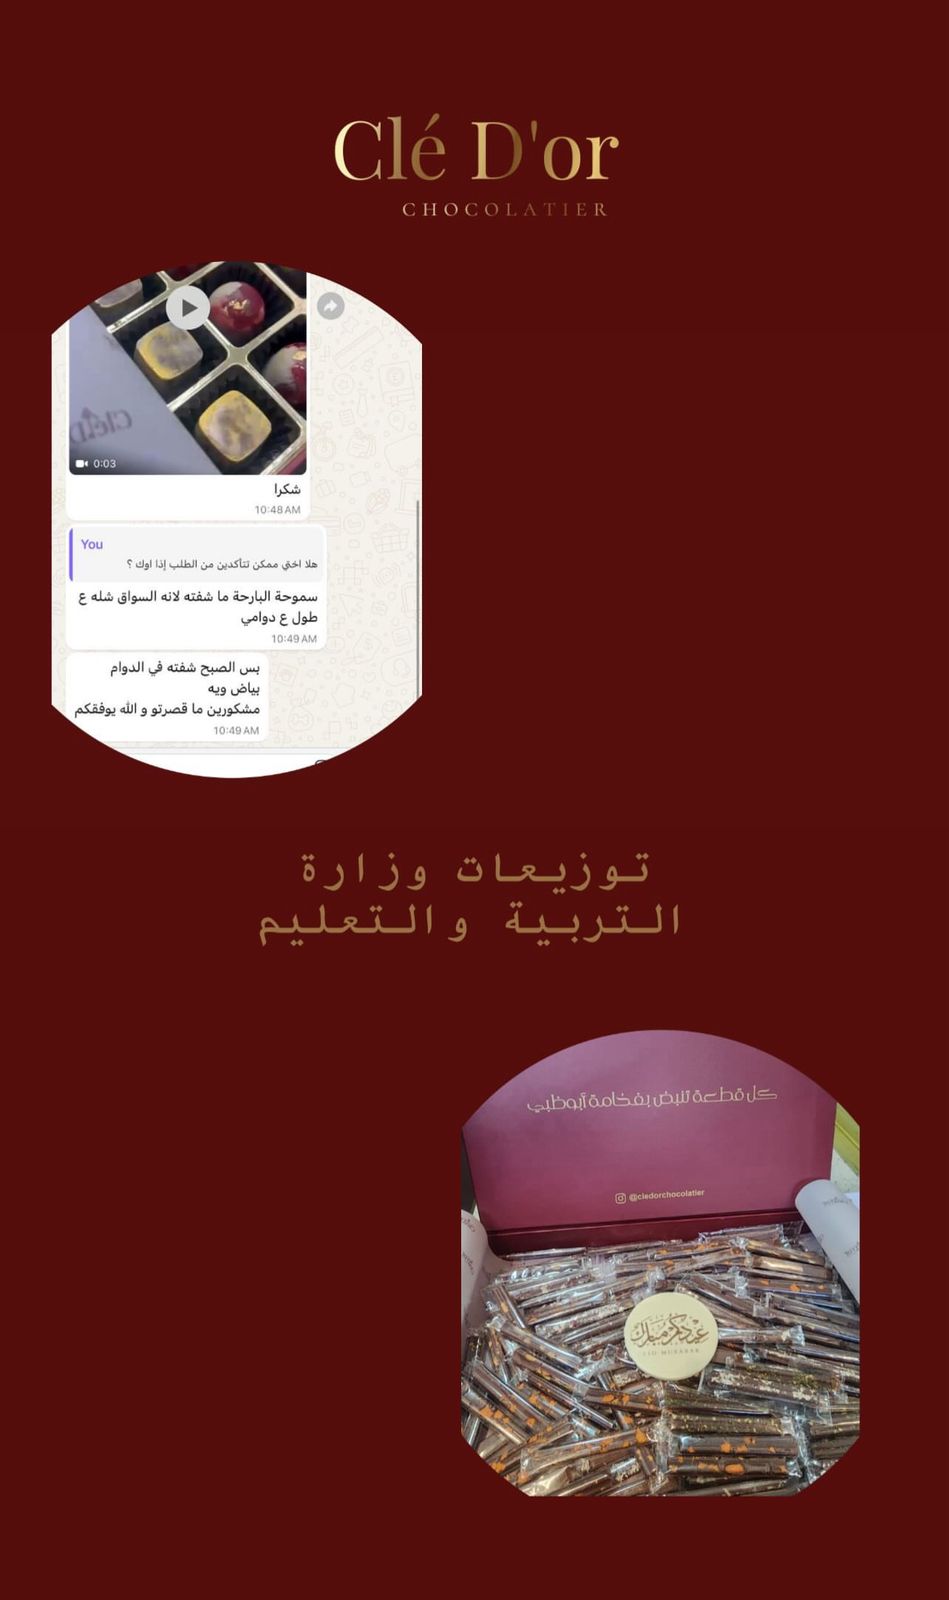 Clé D'or
CHOCOLATIER
0:03
شكرا
10:48 AM
You
هلا اختي ممكن تتأكدين من الطلب إذا اوك ؟
سموحة البارحة ما شفته لانه السواق شله ع
طول ع دوامي
10:49 AM
بس الصبح شفته في الدوام
بياض ويه
مشكورين ما قصرتو و الله يوفقكم
10:49 AM
توزيعات وزارة
التربية والتعليم
كل قطعة تنبض بفخامة أبوظبي
@cledorchocolatier
عيدكم مبارك
EID MUBARAK